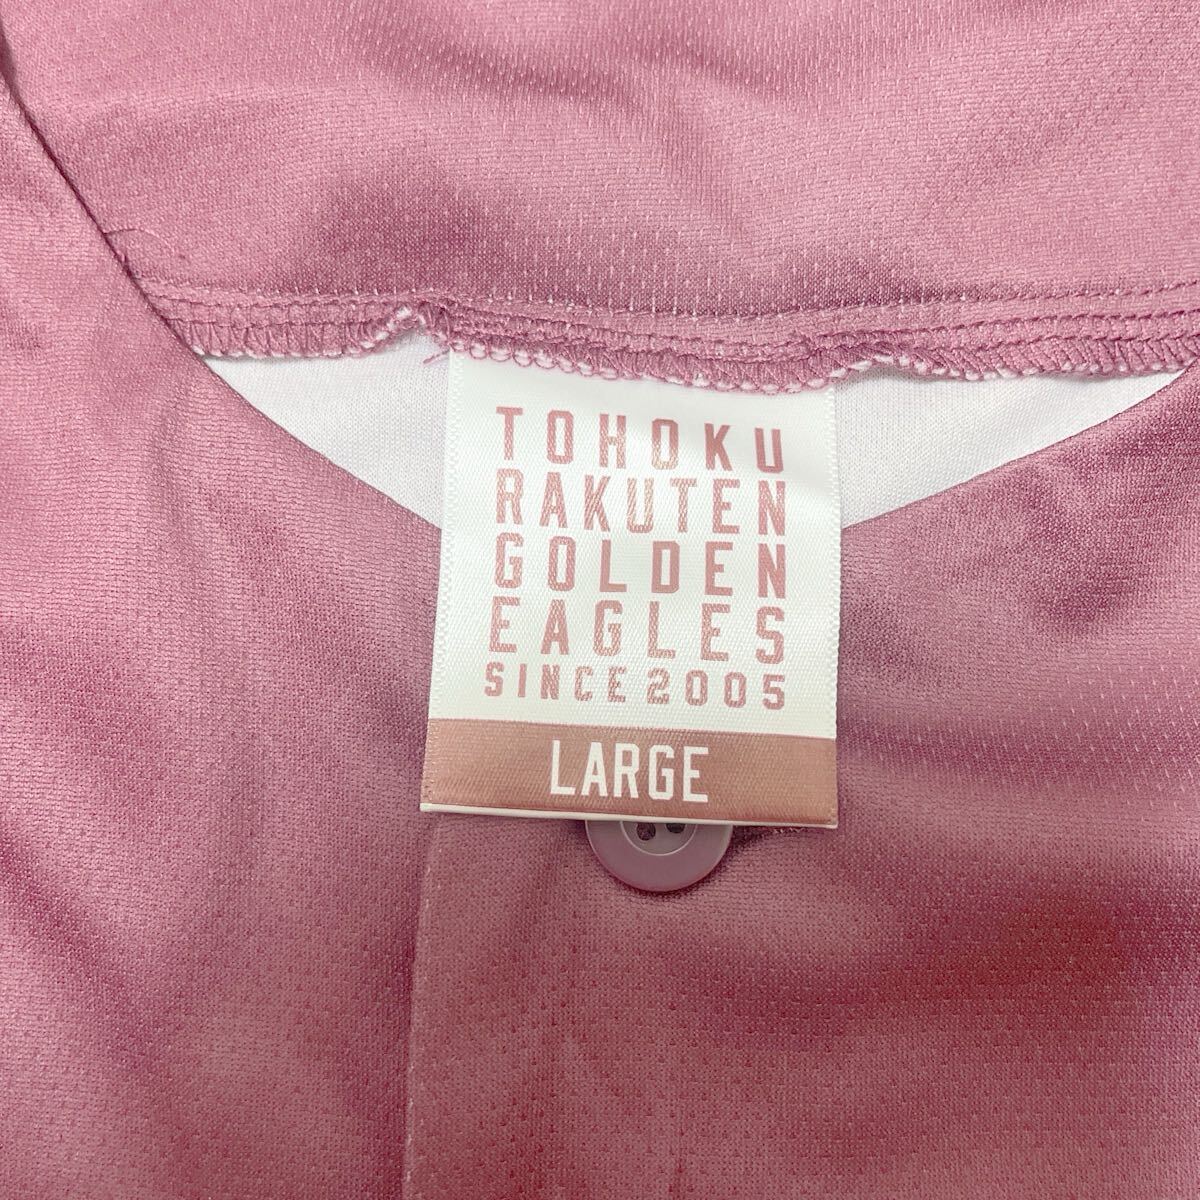 TOHOKU
RAKUTEN
GOLDEN
EAGLES
SINCE 2005
LARGE